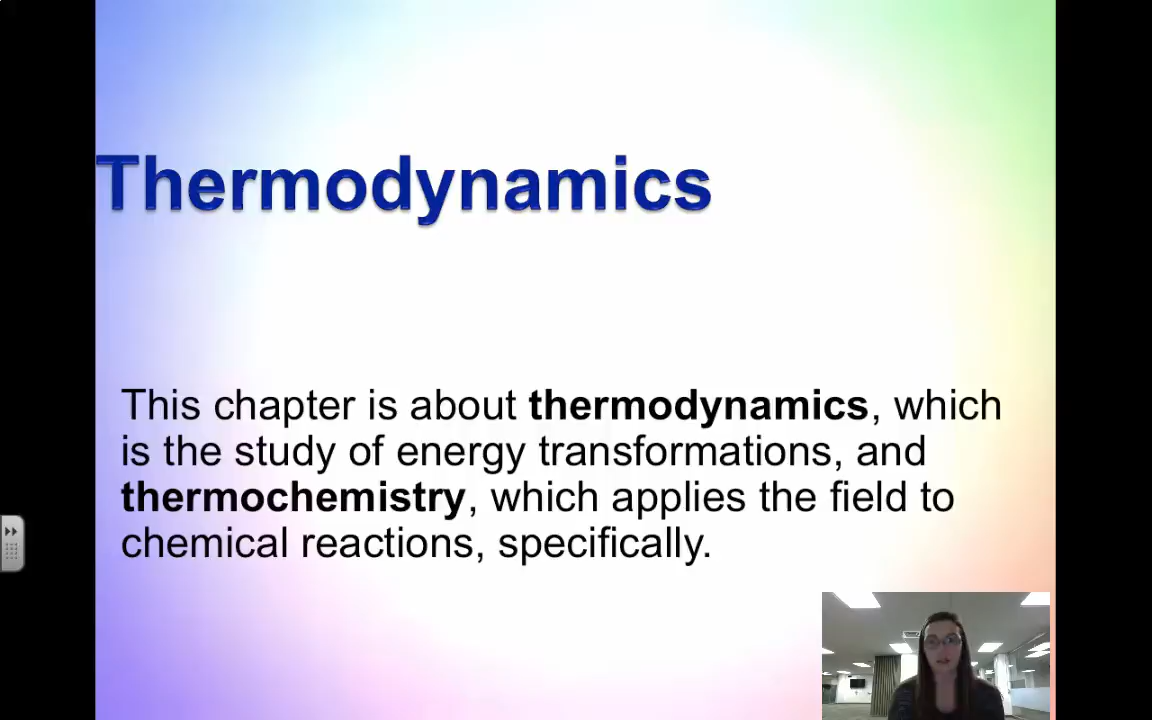 Thermodynamics
This chapter is about thermodynamics, which
is the study of energy transformations, and
thermochemistry, which applies the field to
chemical reactions, specifically.